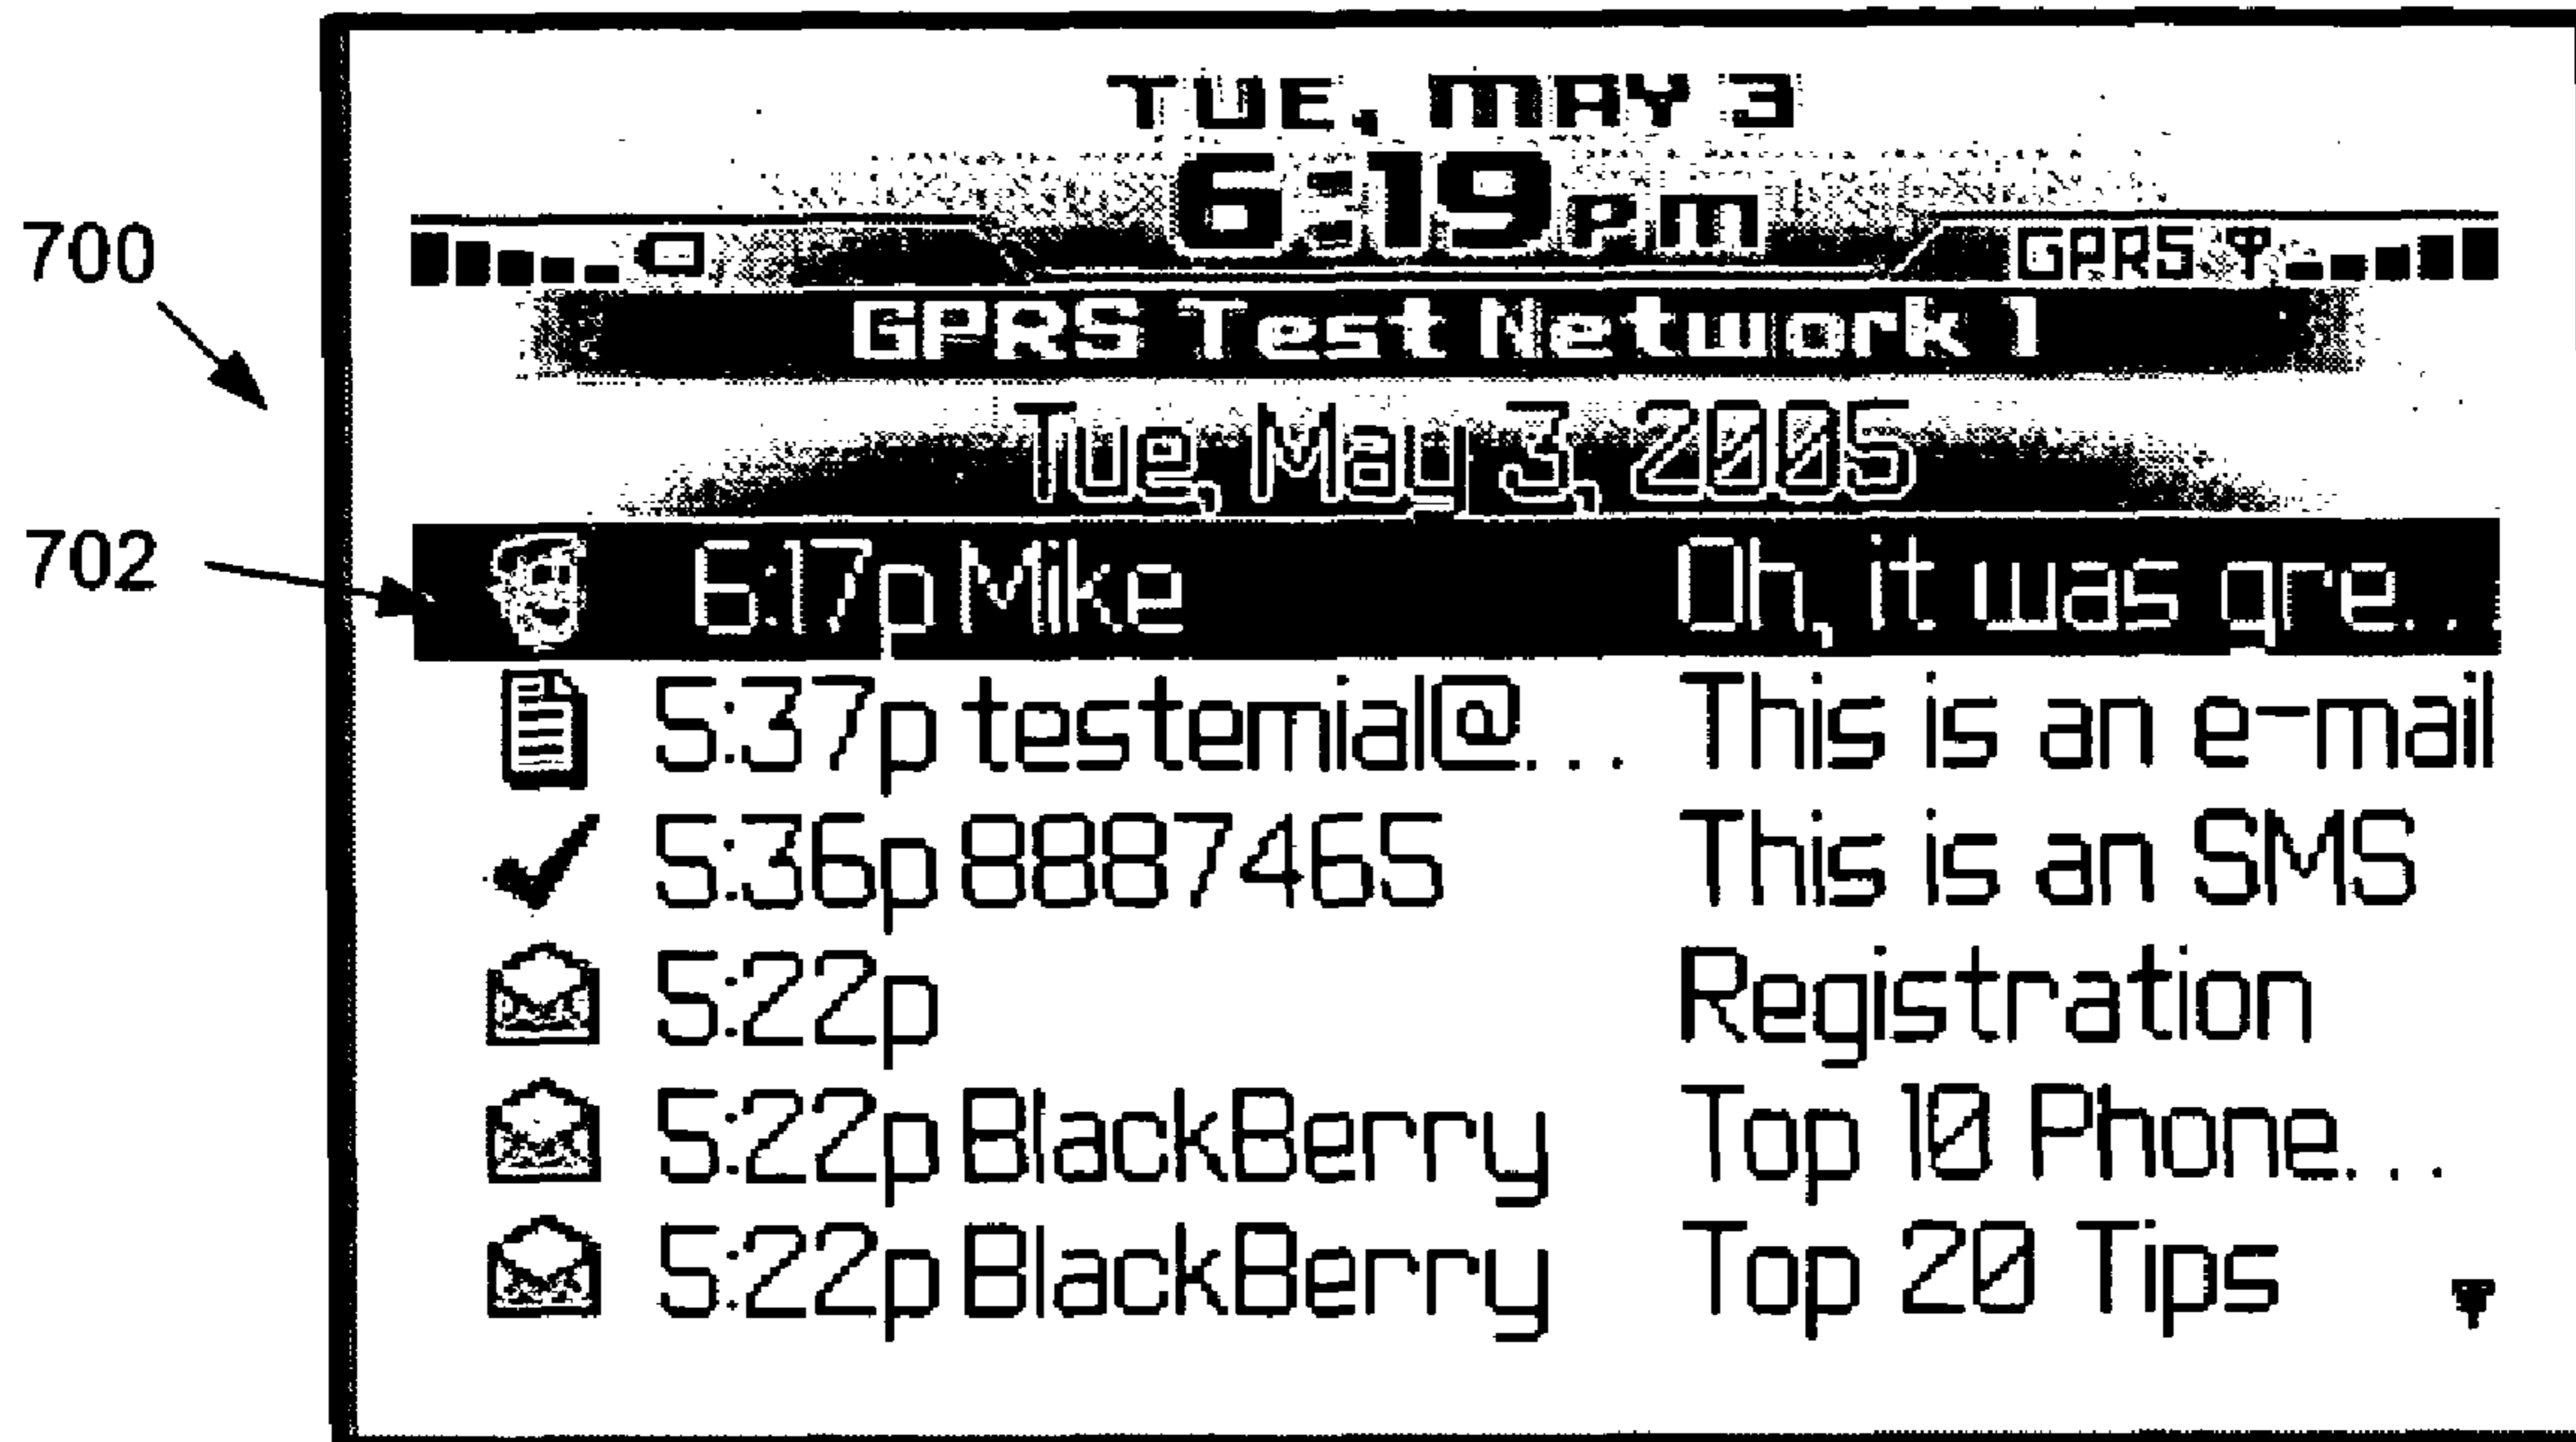 TUE, MAY 3
6:19pm
GPRS
700
GPRS Test Network 1
Tue, May 3, 2005
702
6:17p Mike Oh, it was gre...
5:37p testemial@... This is an e-mail
5:36p 8887465 This is an SMS
5:22p Registration
5:22p BlackBerry Top 10 Phone...
5:22p BlackBerry Top 20 Tips